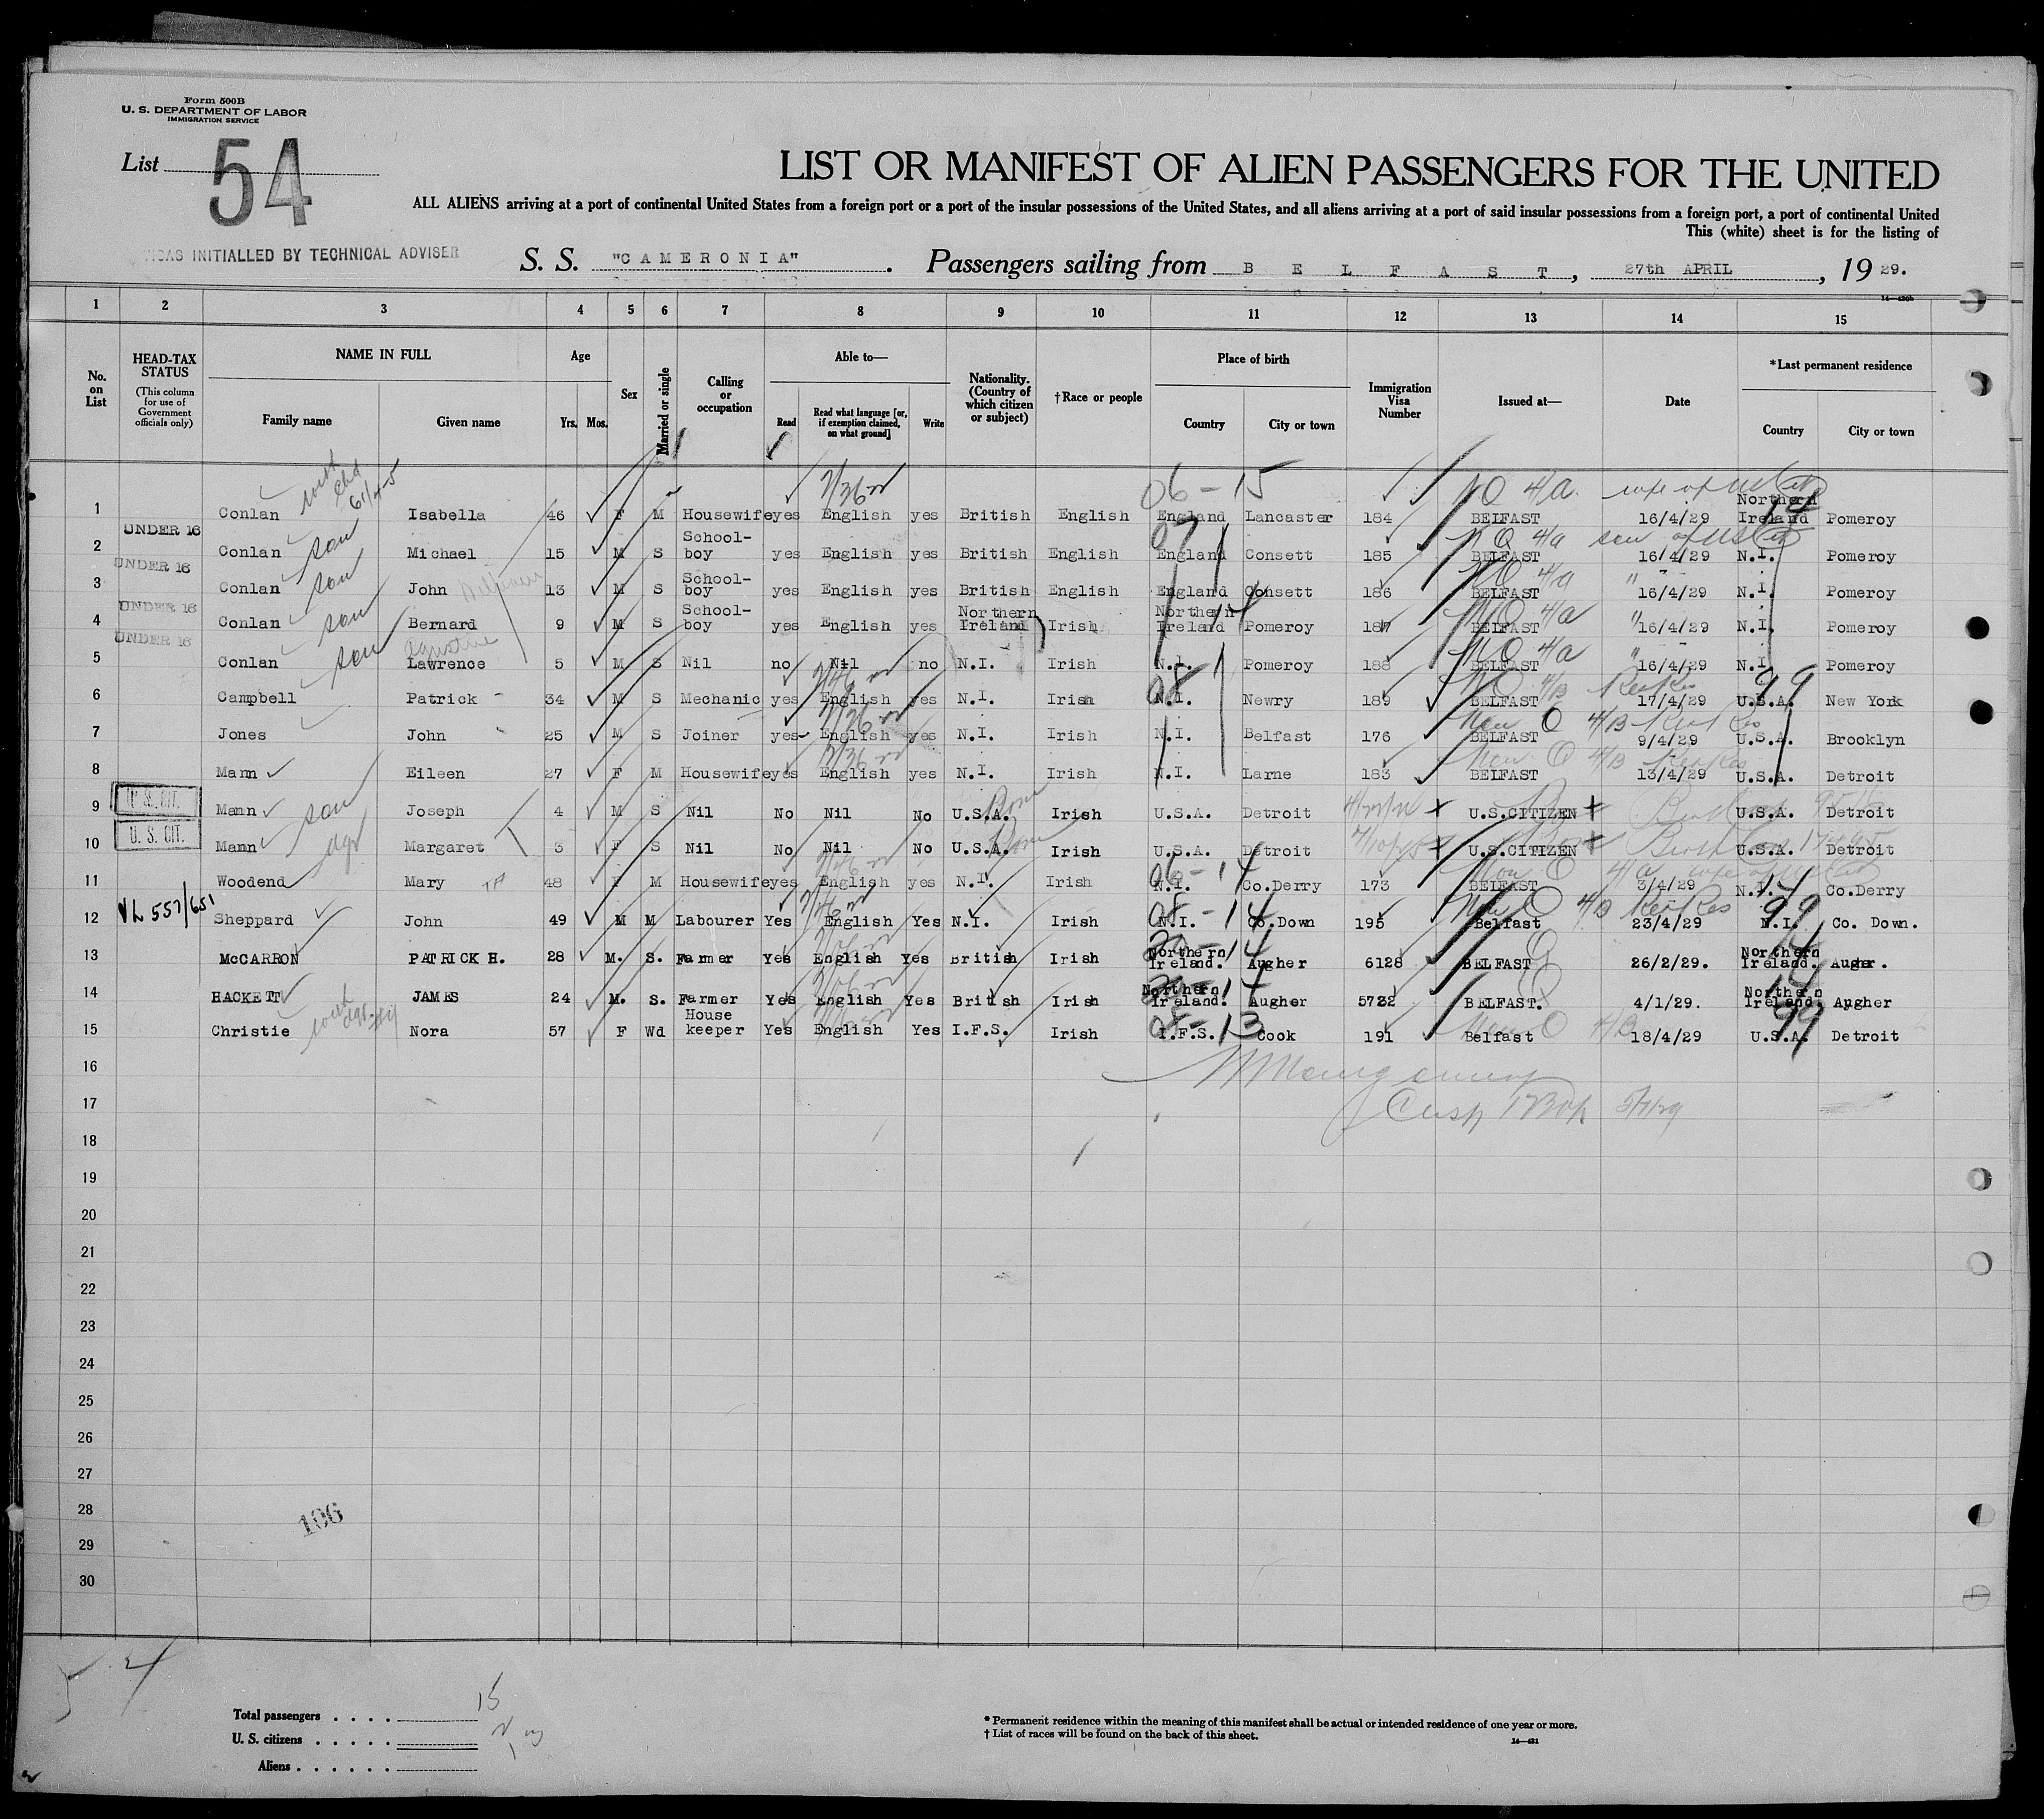 Form 500B
U. S. DEPARTMENT OF LABOR
IMMIGRATION SERVICE
List 54
LIST OR MANIFEST OF ALIEN PASSENGERS FOR THE UNITED
ALL ALIENS arriving at a port of continental United States from a foreign port or a port of the insular possessions of the United States, and all aliens arriving at a port of said insular possessions from a foreign port, a port of continental United
This (white) sheet is for the listing of
INITIALLED BY TECHNICAL ADVISER
S. S. "CAMERONIA". Passengers sailing from BELFAST, 27th APRIL, 19 29.
1 2 3 4 5 6 7 8 9 10 11 12 13 14 15
No. on List
HEAD-TAX STATUS
(This column for use of Government officials only)
NAME IN FULL
Family name Given name
Age
Yrs. Mos.
Sex
Married or single
Calling or occupation
Able to—
Read Read what language [or, if exemption claimed, on what ground] Write
Nationality. (Country of which citizen or subject)
†Race or people
Place of birth
Country City or town
Immigration Visa Number
Issued at—
Date
*Last permanent residence
Country City or town
06-15 NO 4/a. wife of US Cit
1 Conlan Isabella 46 F M Housewife yes English yes British English England Lancaster 184 BELFAST 16/4/29 Northern Ireland Pomeroy
UNDER 16
2 Conlan son Michael 15 M S School-boy yes English yes British English England Consett 185 BELFAST 16/4/29 N.I. Pomeroy
UNDER 16
3 Conlan son John William 13 M S School-boy yes English yes British English England Consett 186 BELFAST 16/4/29 N.I. Pomeroy
UNDER 16
4 Conlan son Bernard 9 M S School-boy yes English yes Northern Ireland Irish Northern Ireland Pomeroy 187 BELFAST 16/4/29 N.I. Pomeroy
UNDER 16
5 Conlan son Lawrence 5 M S Nil no Nil no N.I. Irish N.I. Pomeroy 188 BELFAST 16/4/29 N.I. Pomeroy
6 Campbell Patrick 34 M S Mechanic yes English yes N.I. Irish N.I. Newry 189 BELFAST 17/4/29 U.S.A. New York
7 Jones John 25 M S Joiner yes English yes N.I. Irish N.I. Belfast 176 BELFAST 9/4/29 U.S.A. Brooklyn
8 Mann Eileen 27 F M Housewife yes English yes N.I. Irish N.I. Larne 183 BELFAST 13/4/29 U.S.A. Detroit
U. S. CIT.
9 Mann son Joseph 4 M S Nil No Nil No U.S.A. Irish U.S.A. Detroit U.S.CITIZEN U.S.A. Detroit
U. S. CIT.
10 Mann dgt Margaret 3 F S Nil No Nil No U.S.A. Irish U.S.A. Detroit U.S.CITIZEN U.S.A. Detroit
11 Woodend Mary 48 F M Housewife yes English yes N.I. Irish N.I. Co.Derry 173 BELFAST 3/4/29 N.I. Co.Derry
VL 557/651
12 Sheppard John 49 M M Labourer Yes English Yes N.I. Irish N.I. Co.Down 195 Belfast 23/4/29 N.I. Co. Down.
13 McCARRON PATRICK H. 28 M. S. Farmer Yes English Yes British Irish Northern Ireland. Augher 6128 BELFAST 26/2/29. Northern Ireland. Augher.
14 HACKETT JAMES 24 M. S. Farmer Yes English Yes British Irish Northern Ireland. Augher 5722 BELFAST. 4/1/29. Northern Ireland. Augher
15 Christie Nora 57 F Wd House keeper Yes English Yes I.F.S. Irish I.F.S. Cook 191 Belfast 18/4/29 U.S.A. Detroit
16
17
18
19
20
21
22
23
24
25
26
27
28
106
29
30
54
Total passengers . . . . 15
U. S. citizens . . . . . 2
Aliens . . . . . . 13
* Permanent residence within the meaning of this manifest shall be actual or intended residence of one year or more.
† List of races will be found on the back of this sheet.
14—431